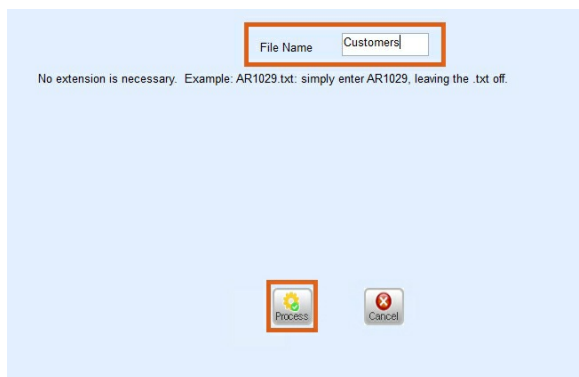 File Name Customers
No extension is necessary. Example: AR1029.txt: simply enter AR1029, leaving the .txt off.
Process Cancel